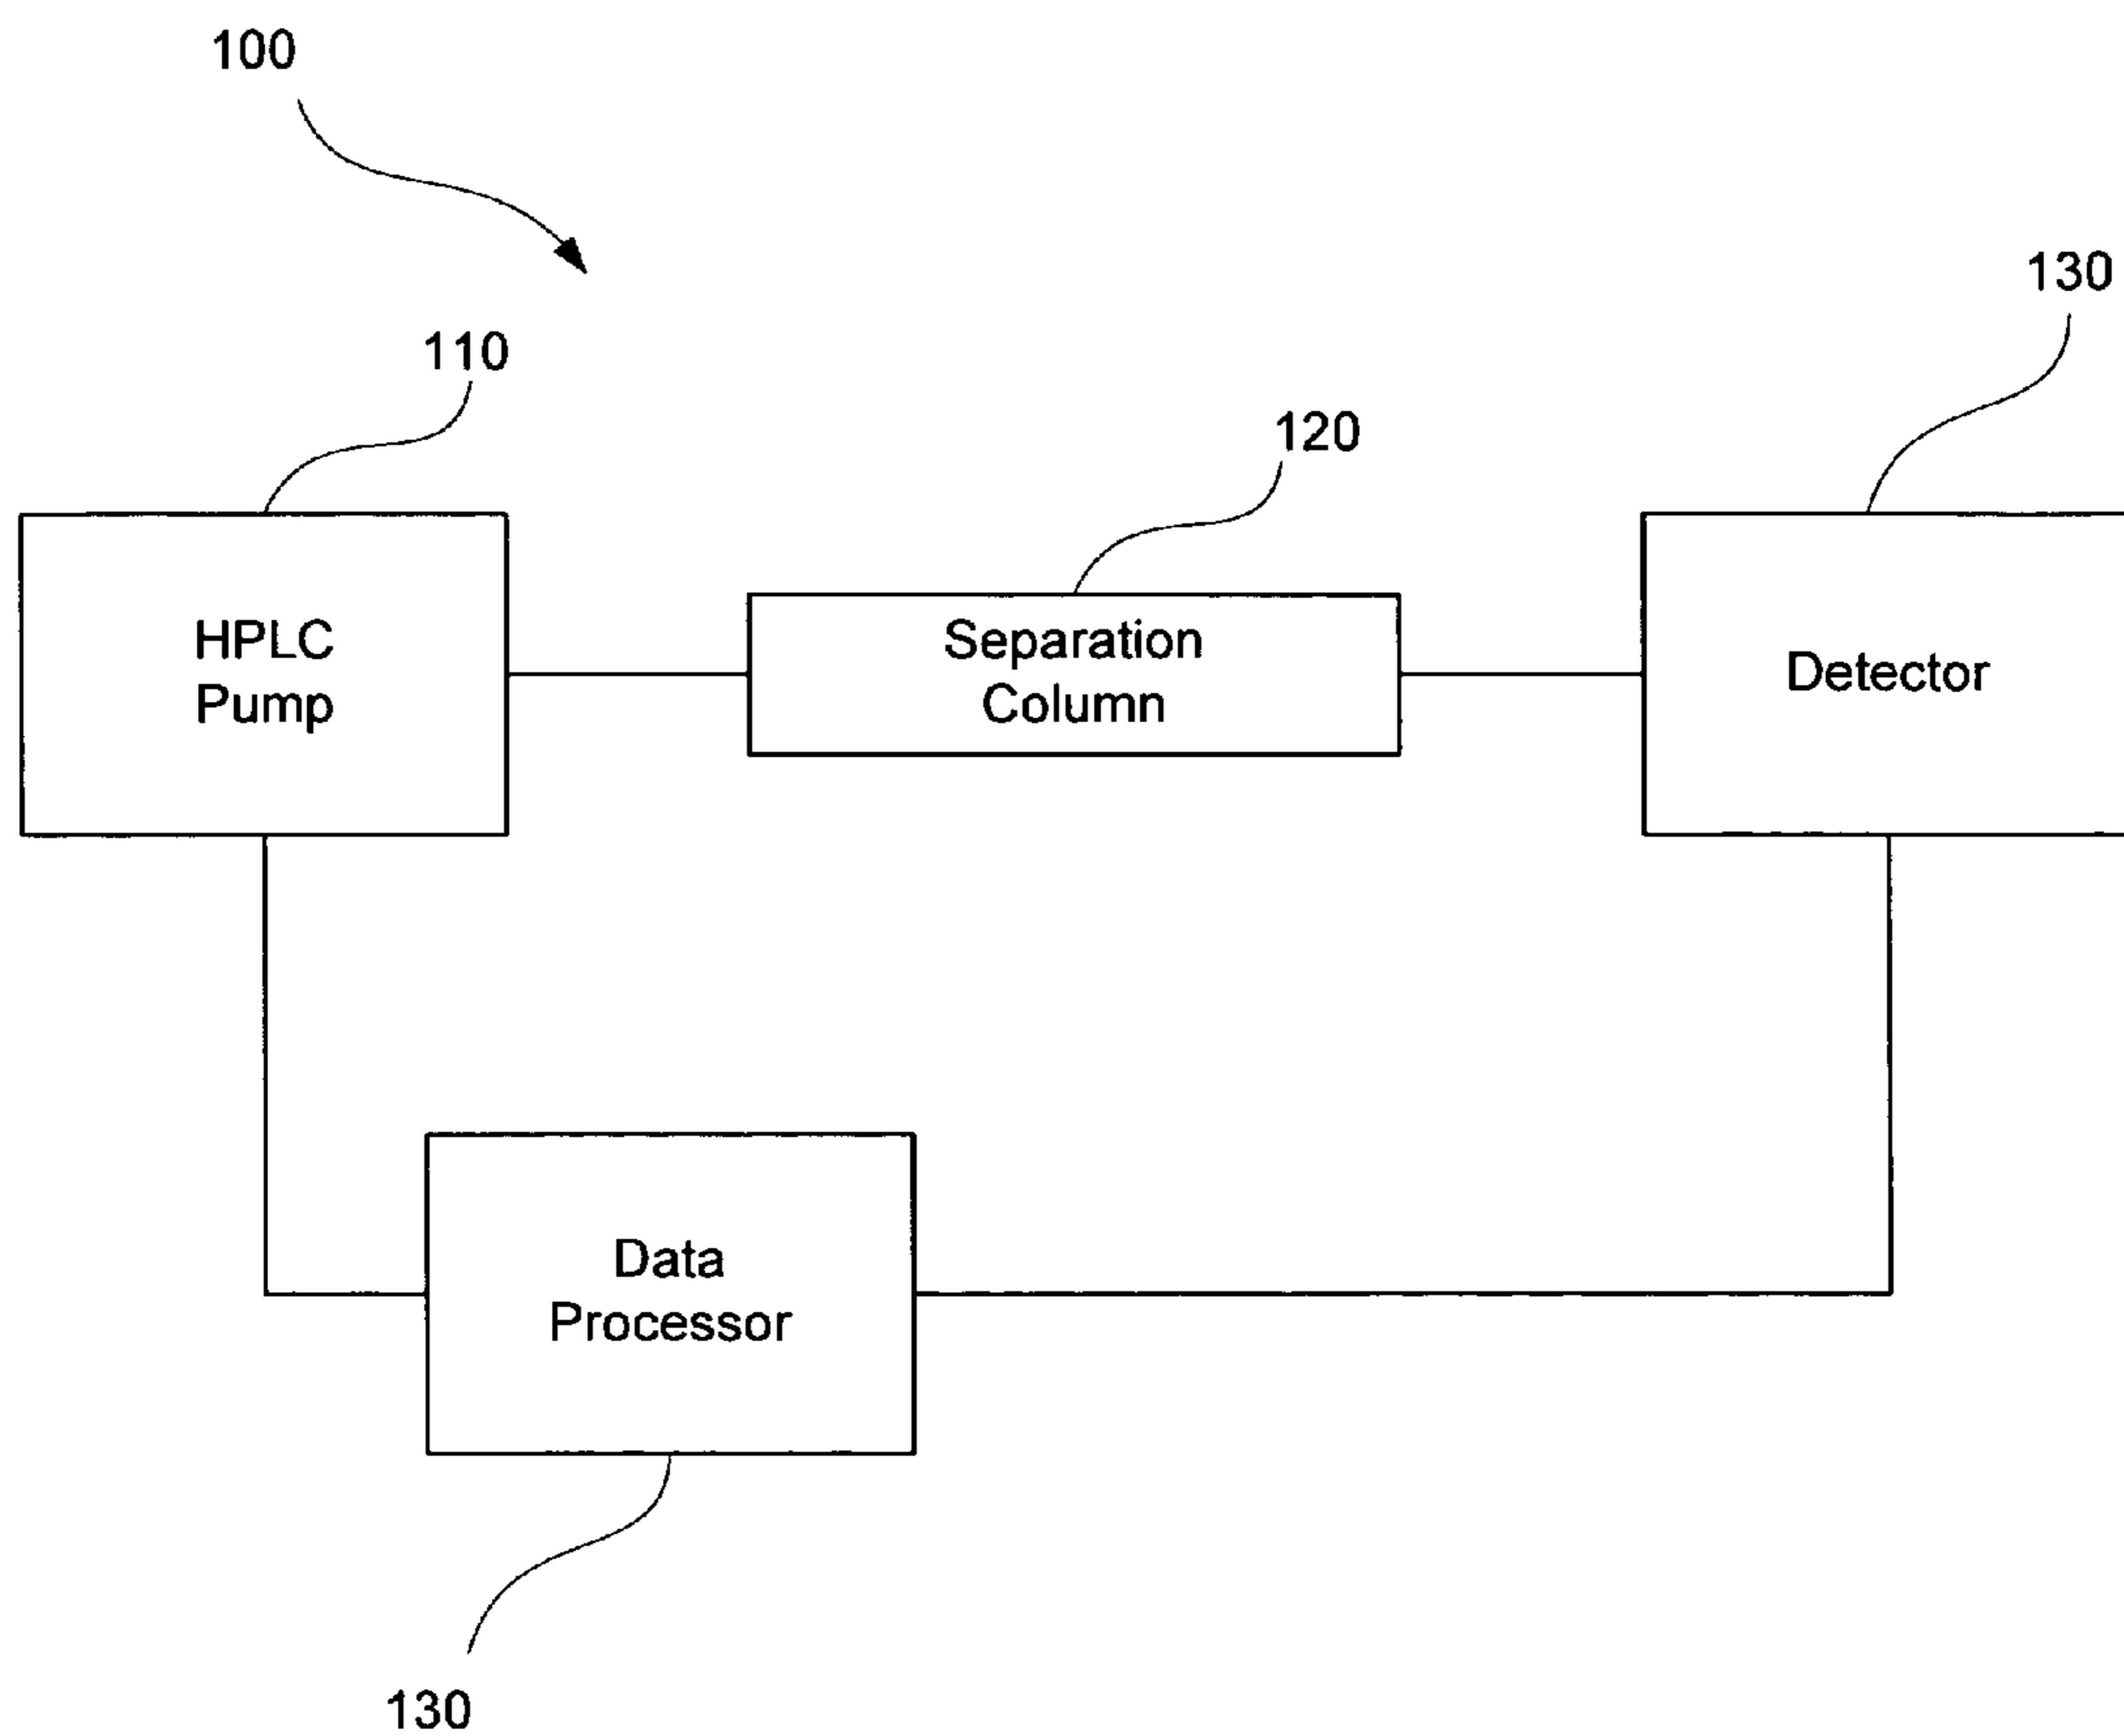 100
130
110
120
HPLC
Pump
Separation
Column
Detector
Data
Processor
130